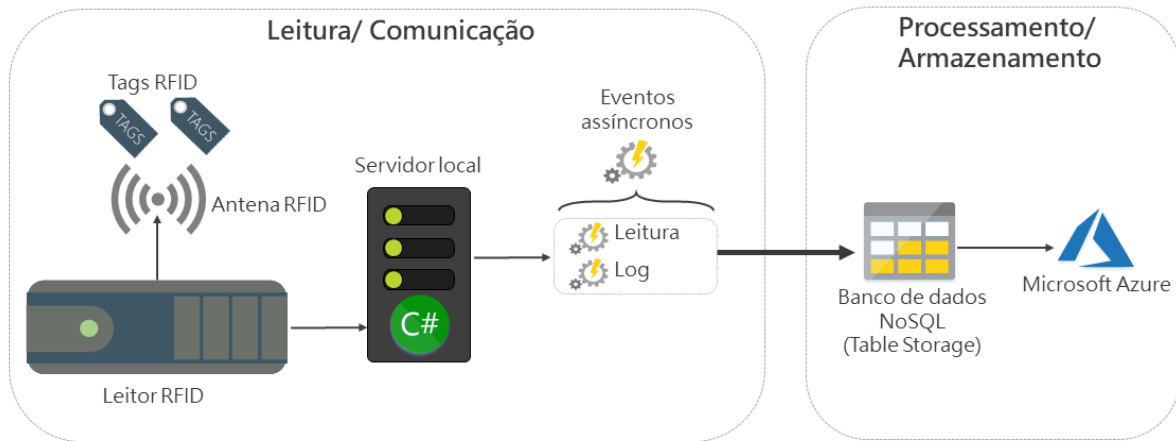 Leitura/ Comunicação
Tags RFID
TAGS
TAGS
Antena RFID
Leitor RFID
Servidor local
C#
Eventos
assíncronos
Leitura
Log
Processamento/
Armazenamento
Banco de dados
NoSQL
(Table Storage)
Microsoft Azure